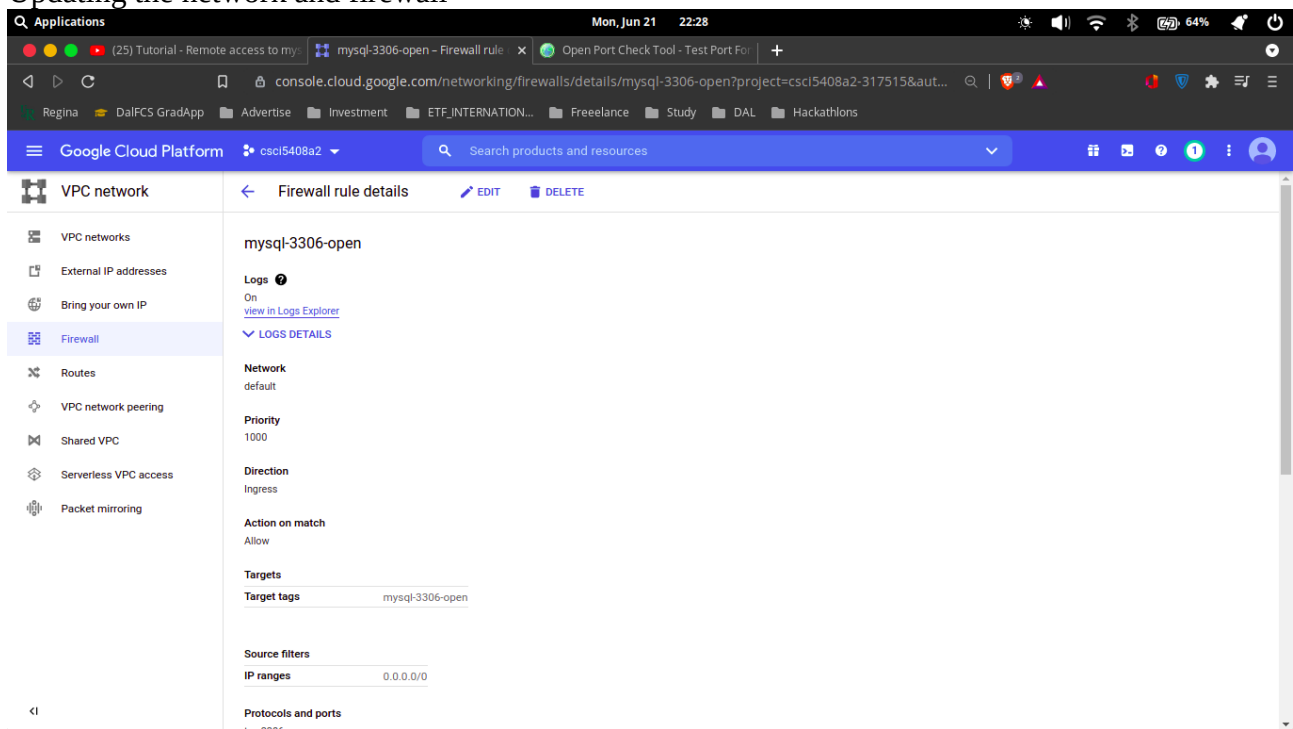 Updating the network and firewall
Applications Mon, Jun 21 22:28 64%
(25) Tutorial - Remote access to mys mysql-3306-open – Firewall rule Open Port Check Tool - Test Port For
console.cloud.google.com/networking/firewalls/details/mysql-3306-open?project=csci5408a2-317515&aut...
Regina DalFCS GradApp Advertise Investment ETF_INTERNATION... Freeelance Study DAL Hackathlons
Google Cloud Platform csci5408a2 Search products and resources 1
VPC network Firewall rule details EDIT DELETE
VPC networks
External IP addresses
Bring your own IP
Firewall
Routes
VPC network peering
Shared VPC
Serverless VPC access
Packet mirroring
mysql-3306-open
Logs
On
view in Logs Explorer
LOGS DETAILS
Network
default
Priority
1000
Direction
Ingress
Action on match
Allow
Targets
Target tags mysql-3306-open
Source filters
IP ranges 0.0.0.0/0
Protocols and ports